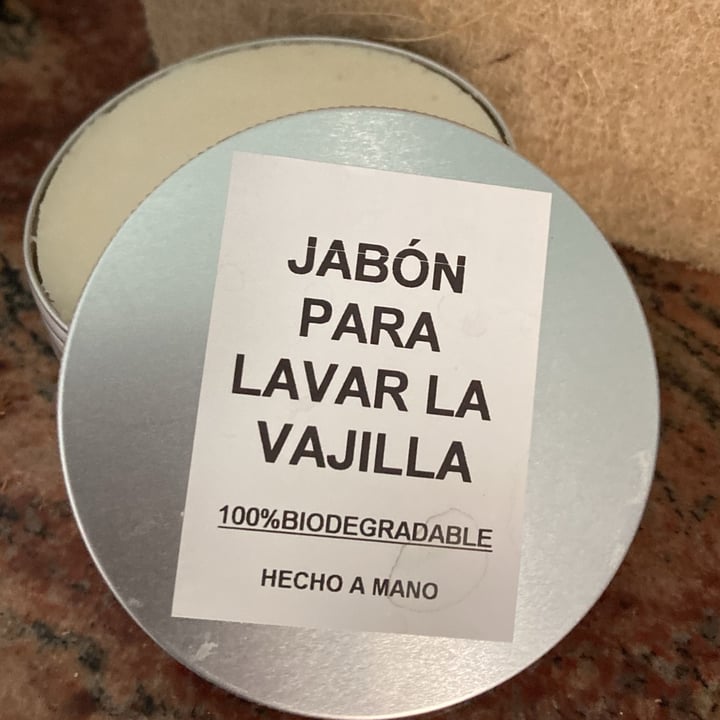 JABÓN
PARA
LAVAR LA
VAJILLA
100%BIODEGRADABLE
HECHO A MANO